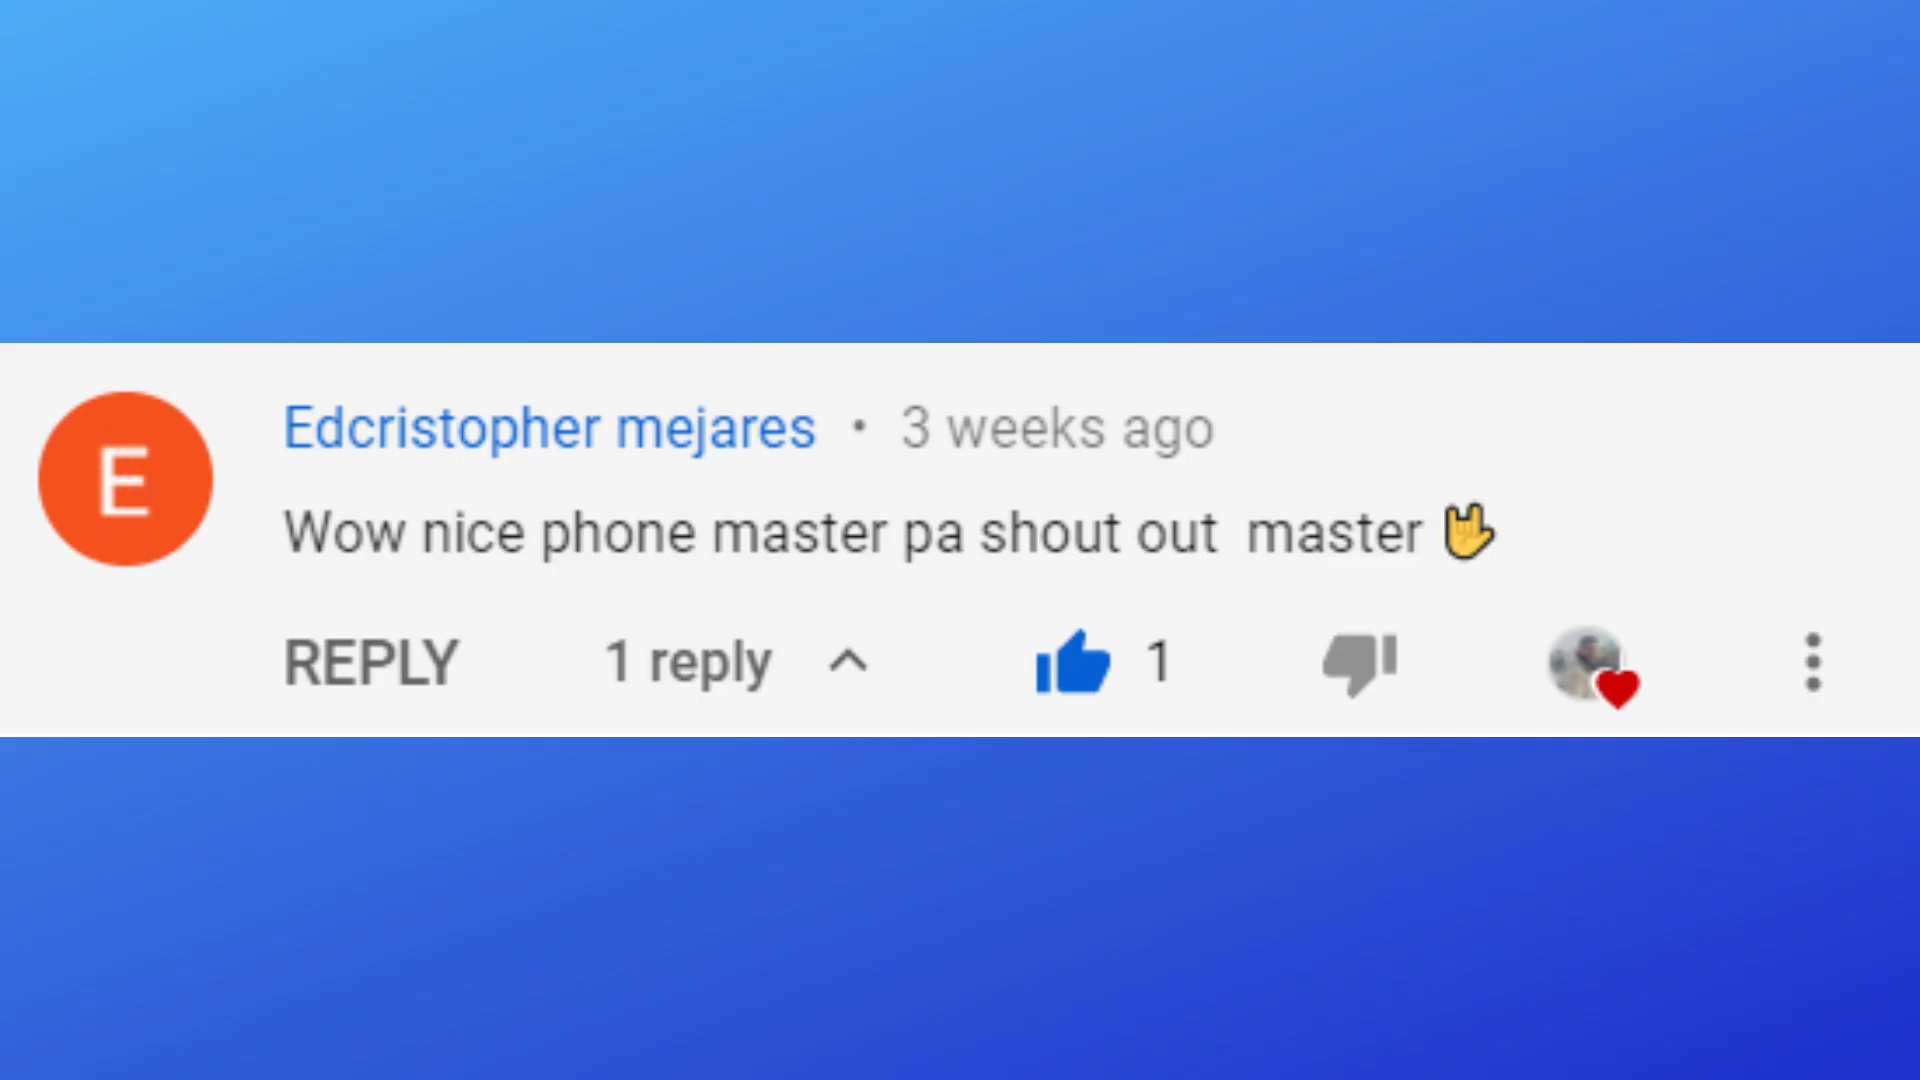 E
Edcristopher mejares • 3 weeks ago
Wow nice phone master pa shout out  master 🤟
REPLY 1 reply 1